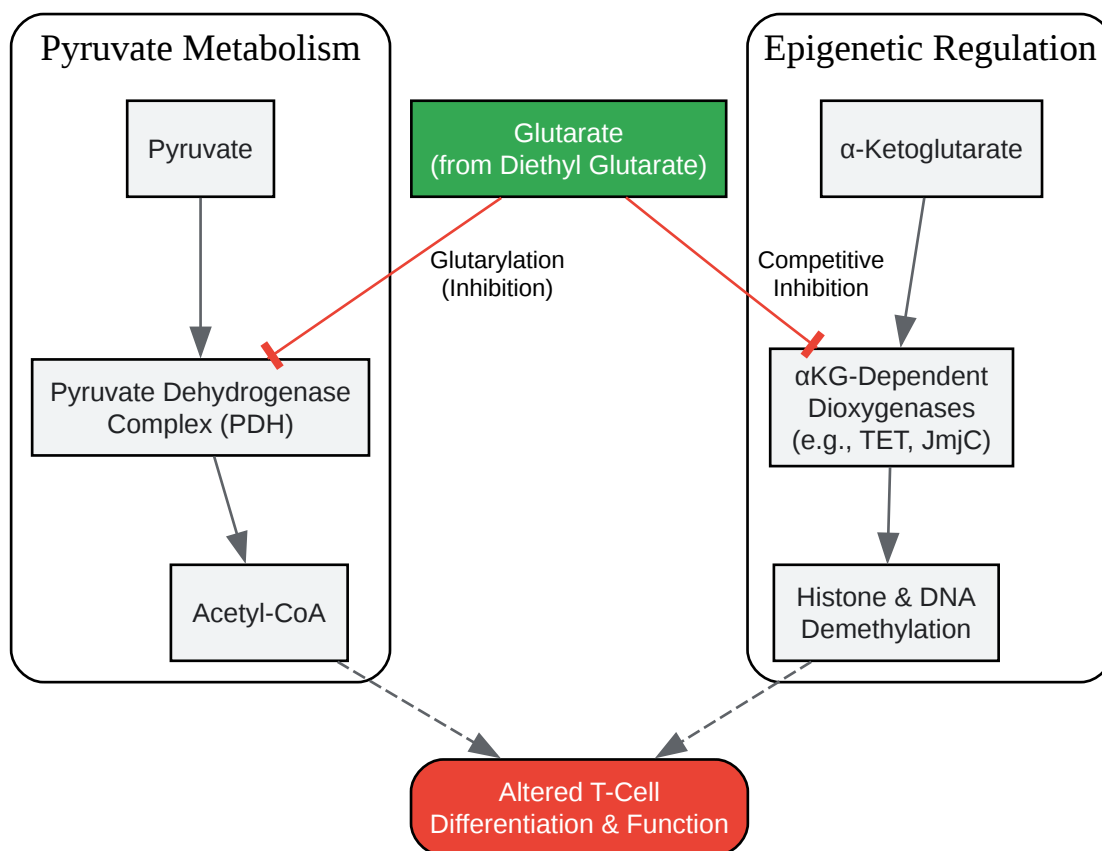 Pyruvate Metabolism
Epigenetic Regulation
Pyruvate
Glutarate
(from Diethyl Glutarate)
α-Ketoglutarate
Glutarylation
(Inhibition)
Competitive
Inhibition
Pyruvate Dehydrogenase
Complex (PDH)
αKG-Dependent
Dioxygenases
(e.g., TET, JmjC)
Acetyl-CoA
Histone & DNA
Demethylation
Altered T-Cell
Differentiation & Function